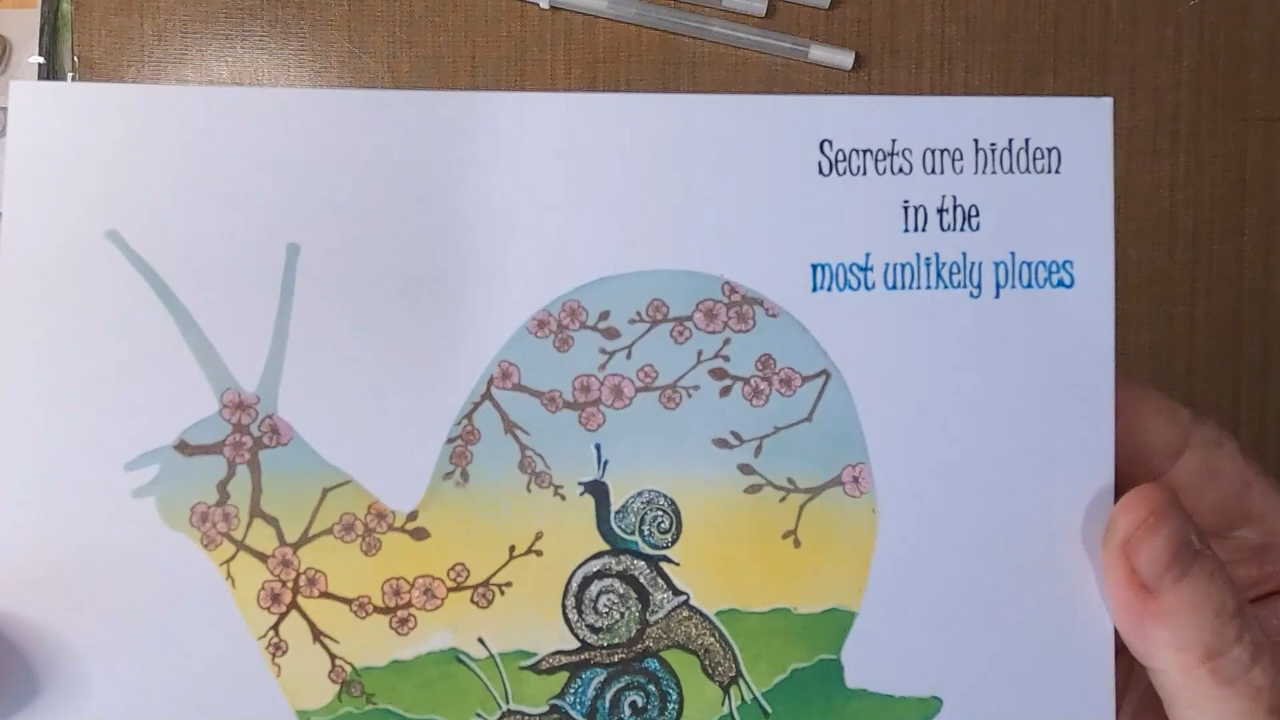 Secrets are hidden
in the
most unlikely places